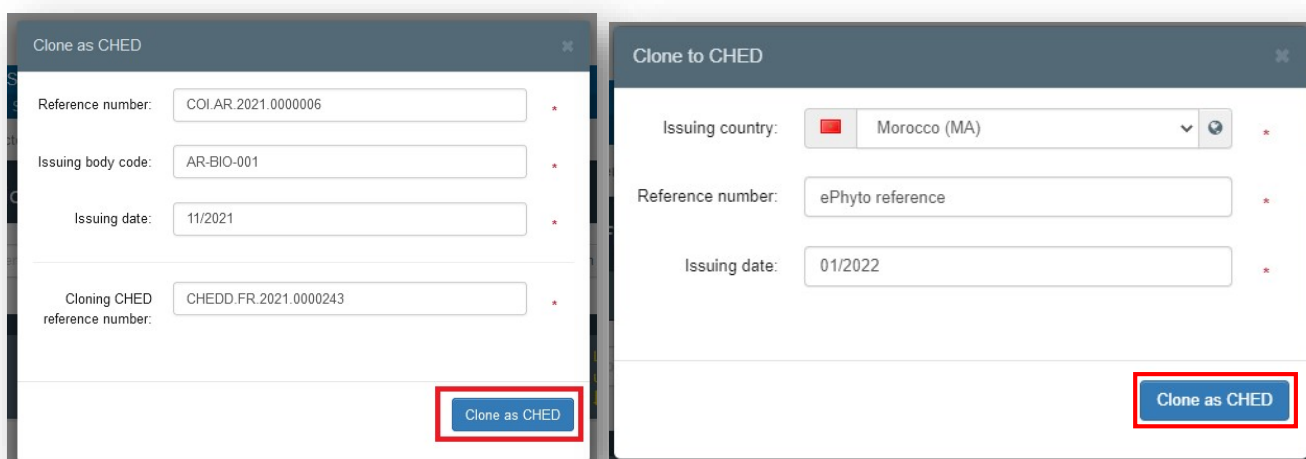 Clone as CHED
Reference number: COI.AR.2021.0000006 *
Issuing body code: AR-BIO-001 *
Issuing date: 11/2021 *
Cloning CHED
reference number: CHEDD.FR.2021.0000243 *
Clone as CHED
Clone to CHED
Issuing country: Morocco (MA) *
Reference number: ePhyto reference *
Issuing date: 01/2022 *
Clone as CHED